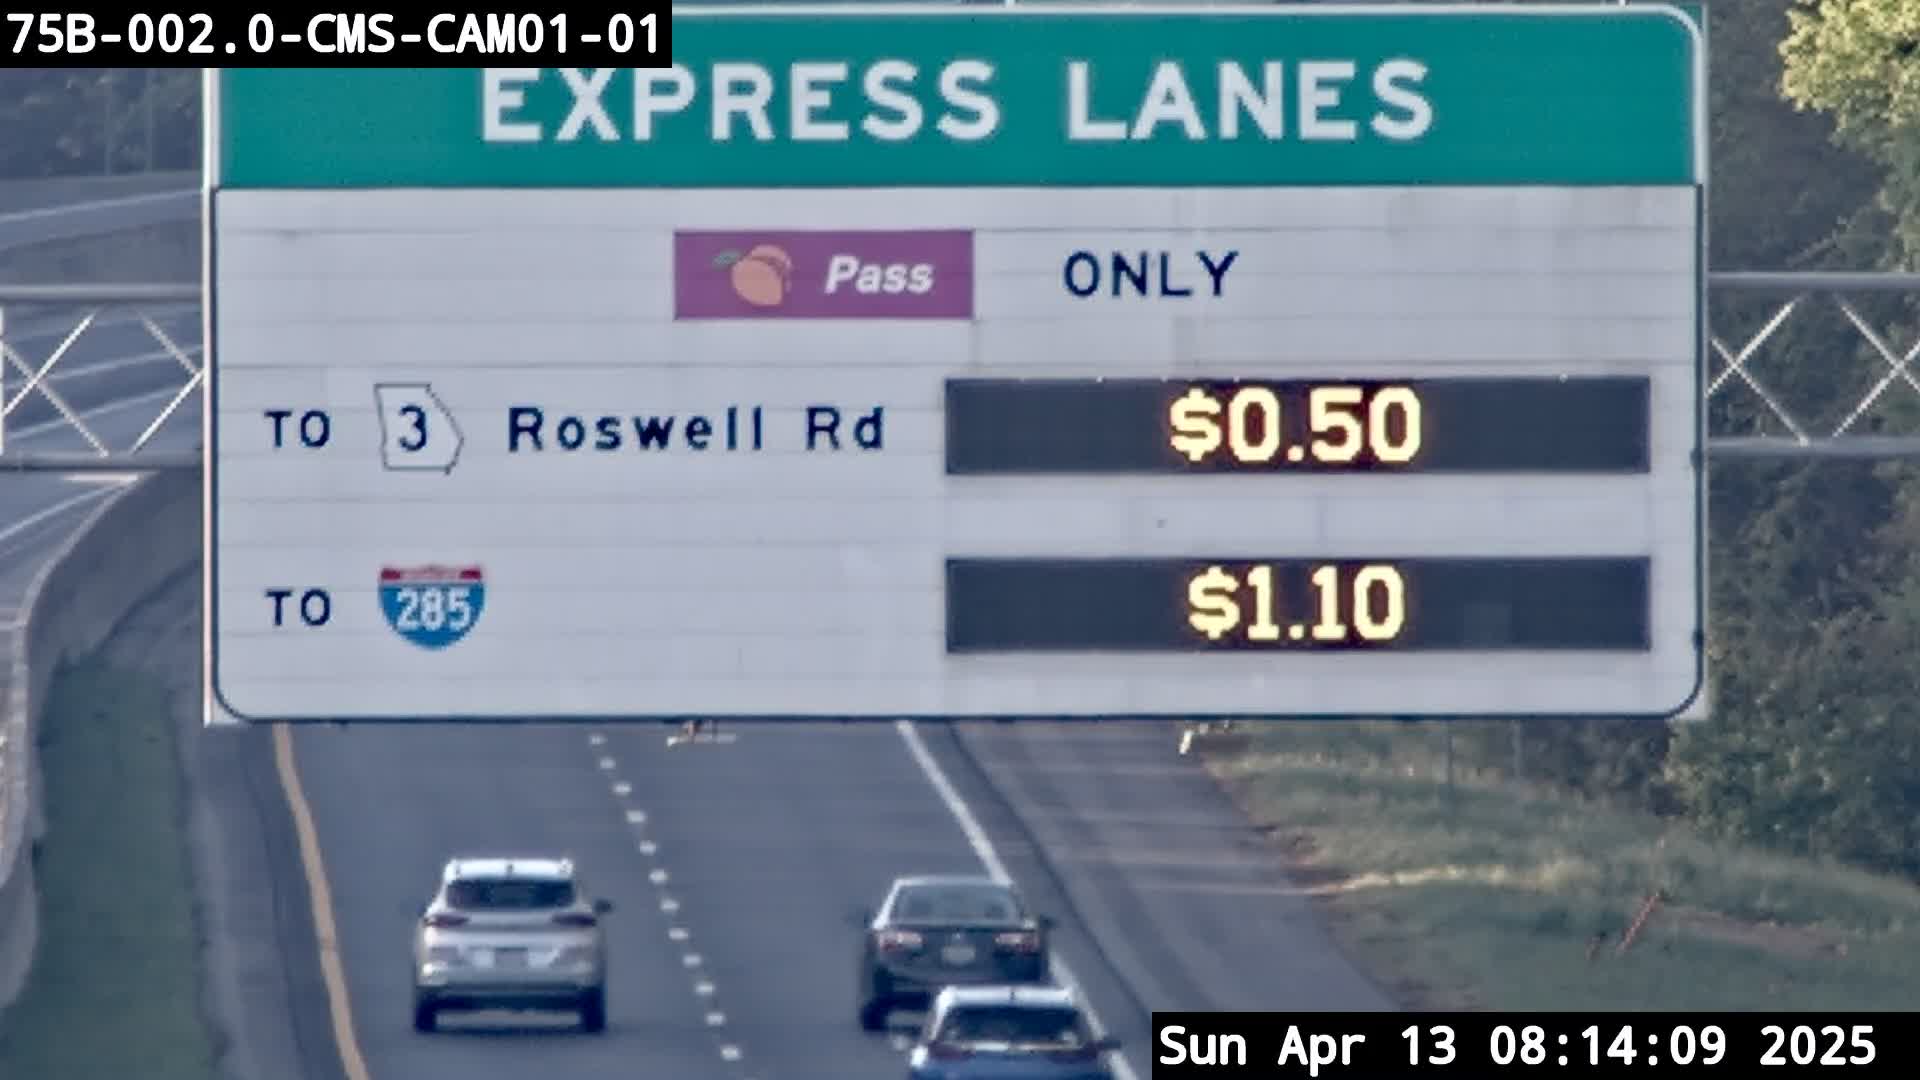 75B-002.0-CMS-CAM01-01
EXPRESS LANES
Pass ONLY
TO 3 Roswell Rd $0.50
TO 285 $1.10
Sun Apr 13 08:14:09 2025